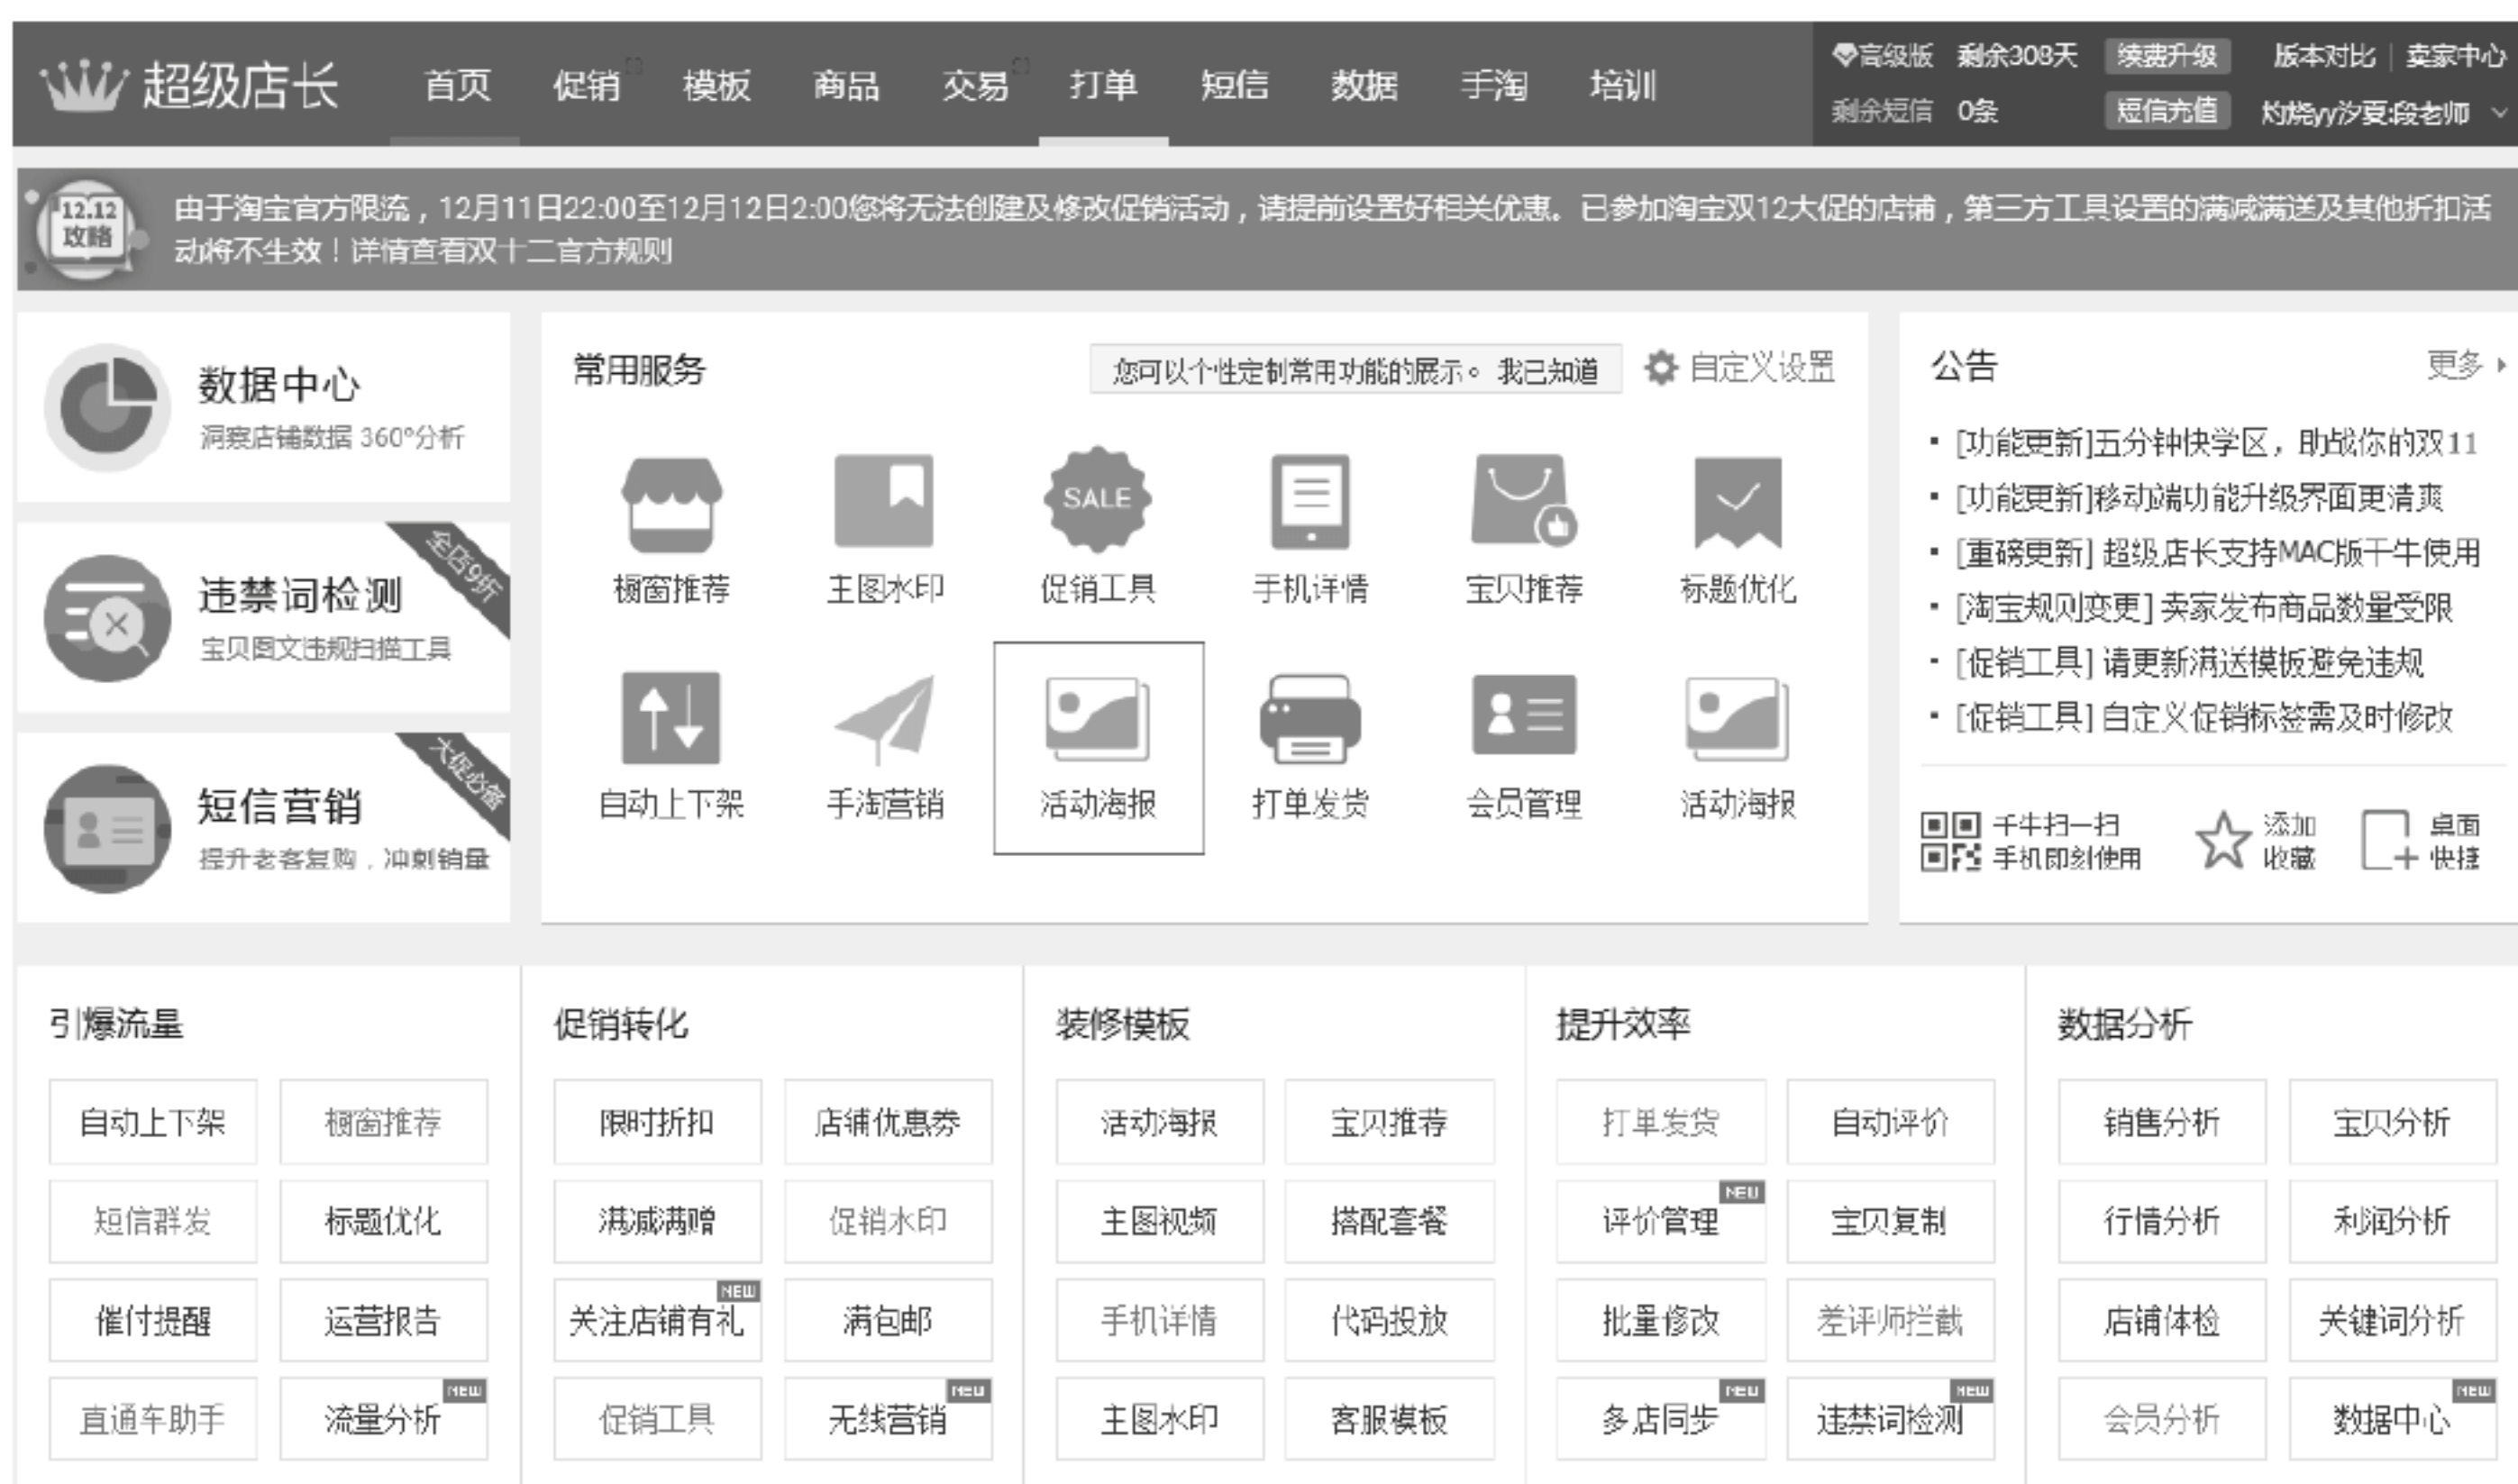 超级店长 首页 促销 模板 商品 交易 打单 短信 数据 手淘 培训
高级版 剩余308天 续费升级 版本对比 | 卖家中心
剩余短信 0条 短信充值 灼烧yy汐夏:段老师
12.12
攻略
由于淘宝官方限流，12月11日22:00至12月12日2:00您将无法创建及修改促销活动，请提前设置好相关优惠。已参加淘宝双12大促的店铺，第三方工具设置的满减满送及其他折扣活
动将不生效！详情查看双十二官方规则
数据中心
洞察店铺数据 360°分析
全店9折
违禁词检测
宝贝图文违规扫描工具
大促必备
短信营销
提升老客复购，冲刺销量
常用服务 您可以个性定制常用功能的展示。 我已知道 自定义设置
SALE
橱窗推荐 主图水印 促销工具 手机详情 宝贝推荐 标题优化
自动上下架 手淘营销 活动海报 打单发货 会员管理 活动海报
公告 更多
[功能更新]五分钟快学区，助战你的双11
[功能更新]移动端功能升级界面更清爽
[重磅更新] 超级店长支持MAC版千牛使用
[淘宝规则变更] 卖家发布商品数量受限
[促销工具] 请更新满送模板避免违规
[促销工具] 自定义促销标签需及时修改
千牛扫一扫
手机即刻使用
添加
收藏
桌面
快捷
引爆流量
自动上下架 橱窗推荐
短信群发 标题优化
催付提醒 运营报告
直通车助手 流量分析 NEW
促销转化
限时折扣 店铺优惠券
满减满赠 促销水印
关注店铺有礼 NEW 满包邮
促销工具 无线营销 NEW
装修模板
活动海报 宝贝推荐
主图视频 搭配套餐
手机详情 代码投放
主图水印 客服模板
提升效率
打单发货 自动评价
评价管理 NEW 宝贝复制
批量修改 差评师拦截
多店同步 NEW 违禁词检测 NEW
数据分析
销售分析 宝贝分析
行情分析 利润分析
店铺体检 关键词分析
会员分析 数据中心 NEW